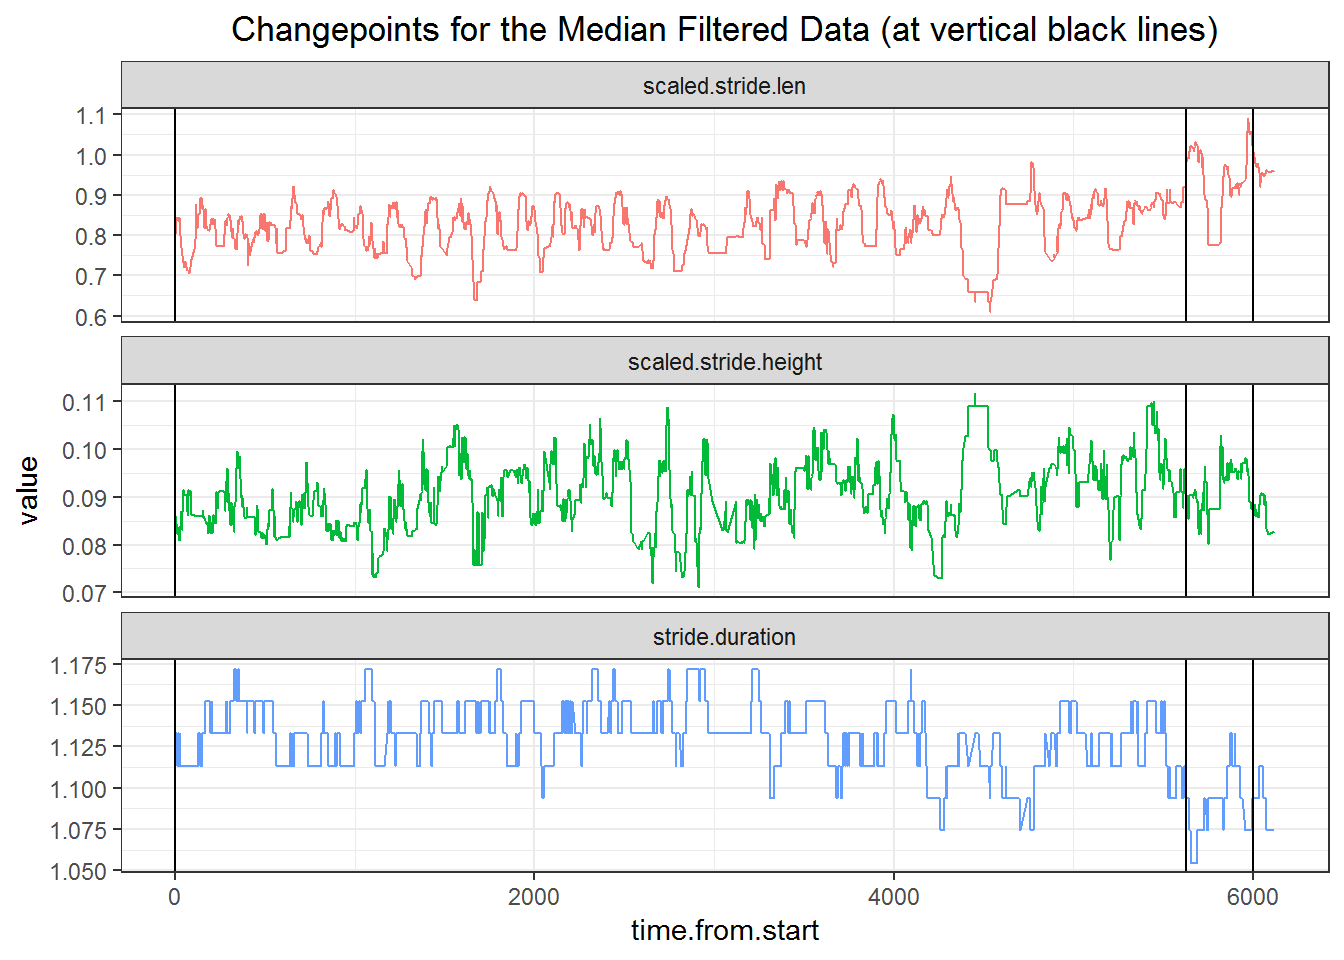 Changepoints for the Median Filtered Data (at vertical black lines)
scaled.stride.len
1.1
1.0
0.9
0.8
0.7
0.6
scaled.stride.height
0.11
0.10
0.09
0.08
0.07
value
stride.duration
1.175
1.150
1.125
1.100
1.075
1.050
0 2000 4000 6000
time.from.start